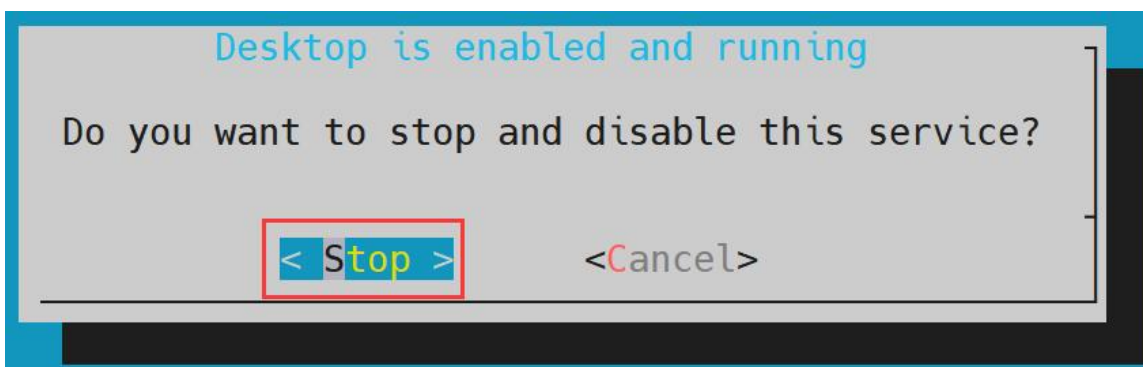 Desktop is enabled and running
Do you want to stop and disable this service?
< Stop > <Cancel>